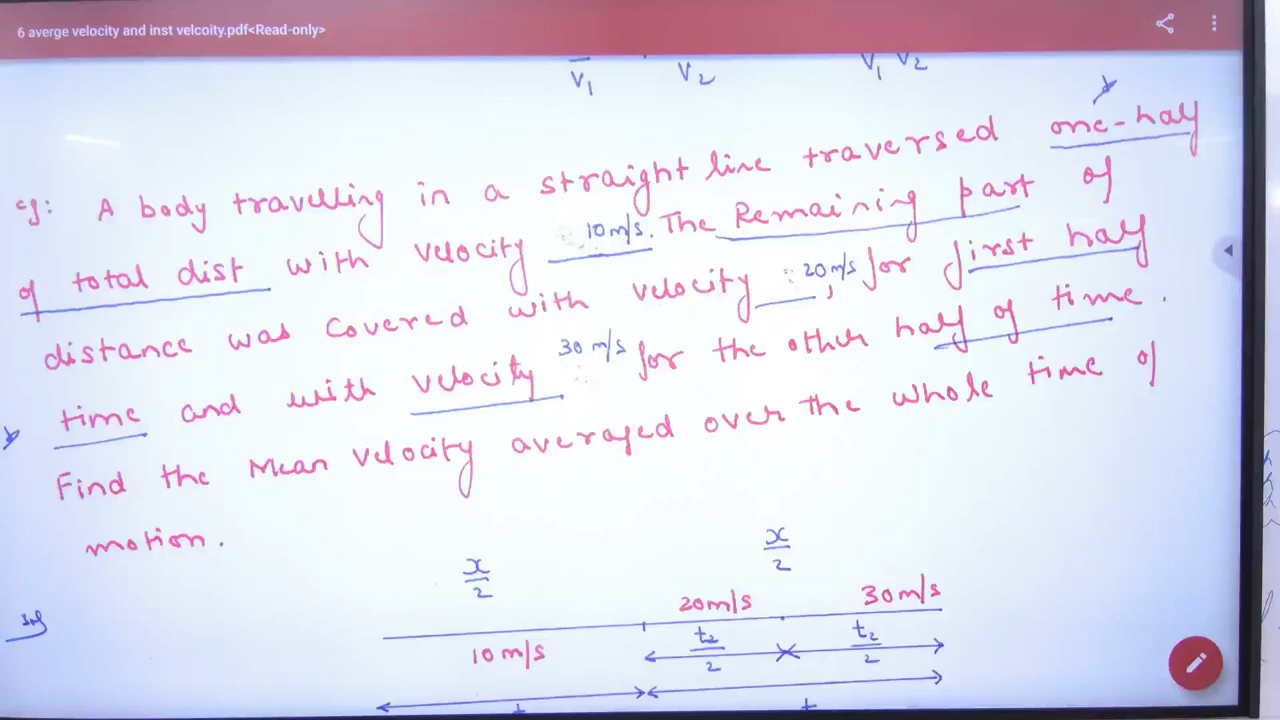 6 averge velocity and inst velcoity.pdf<Read-only>
V1 V2 V1 V2
eg: A body travelling in a straight line traversed one-half
of total dist with velocity 10m/s. The Remaining part of
distance was covered with velocity 20m/s, for first half
time and with velocity 30 m/s for the other half of time.
Find the Mean velocity averaged over the whole time of
motion.
x/2 x/2
Sol
20m/s 30m/s
10m/s t2/2 t2/2